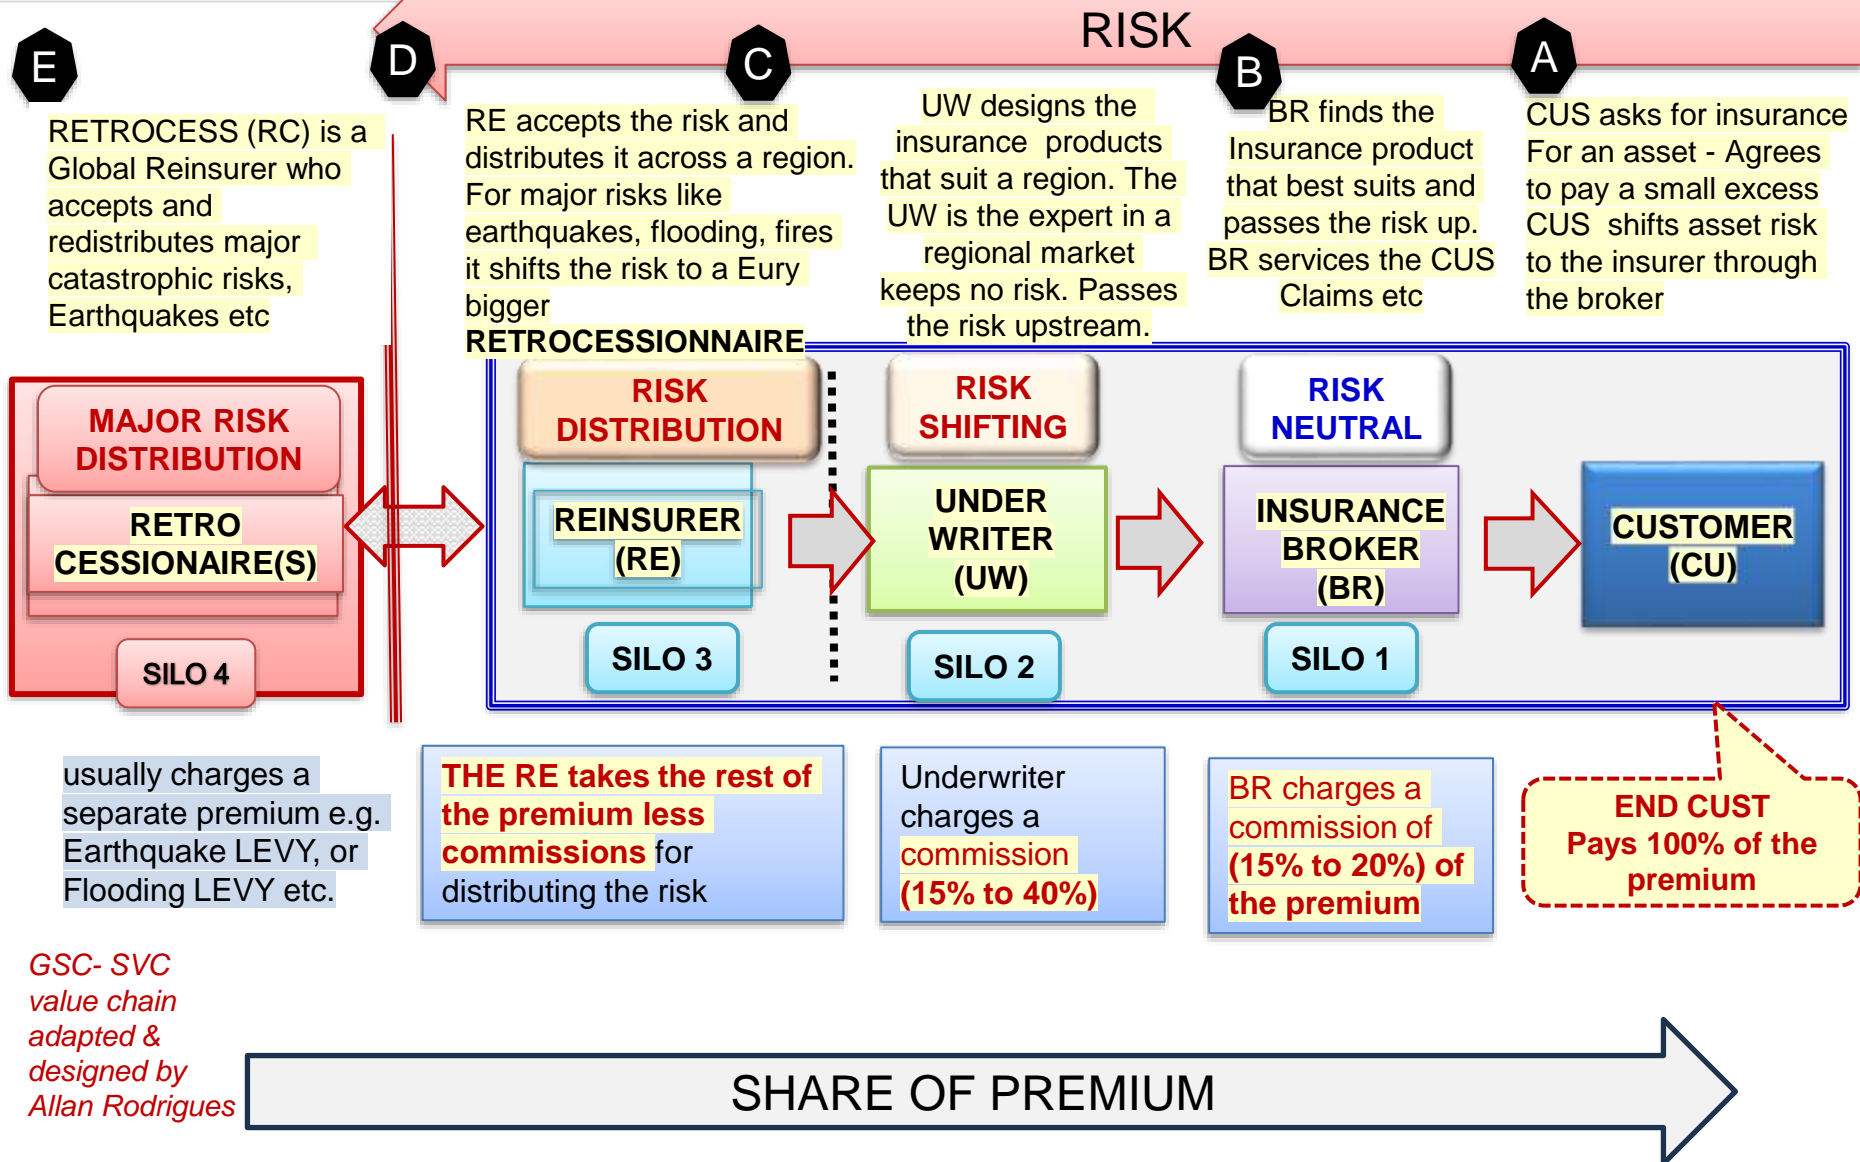 RISK
E
D
C
B
A
RETROCESS (RC) is a
Global Reinsurer who
accepts and
redistributes major
catastrophic risks,
Earthquakes etc
RE accepts the risk and
distributes it across a region.
For major risks like
earthquakes, flooding, fires
it shifts the risk to a Eury
bigger
RETROCESSIONNAIRE
UW designs the
insurance products
that suit a region. The
UW is the expert in a
regional market
keeps no risk. Passes
the risk upstream.
BR finds the
Insurance product
that best suits and
passes the risk up.
BR services the CUS
Claims etc
CUS asks for insurance
For an asset - Agrees
to pay a small excess
CUS shifts asset risk
to the insurer through
the broker
MAJOR RISK
DISTRIBUTION
RETRO
CESSIONAIRE(S)
SILO 4
RISK
DISTRIBUTION
REINSURER
(RE)
SILO 3
RISK
SHIFTING
UNDER
WRITER
(UW)
SILO 2
RISK
NEUTRAL
INSURANCE
BROKER
(BR)
SILO 1
CUSTOMER
(CU)
usually charges a
separate premium e.g.
Earthquake LEVY, or
Flooding LEVY etc.
THE RE takes the rest of
the premium less
commissions for
distributing the risk
Underwriter
charges a
commission
(15% to 40%)
BR charges a
commission of
(15% to 20%) of
the premium
END CUST
Pays 100% of the
premium
GSC- SVC
value chain
adapted &
designed by
Allan Rodrigues
SHARE OF PREMIUM